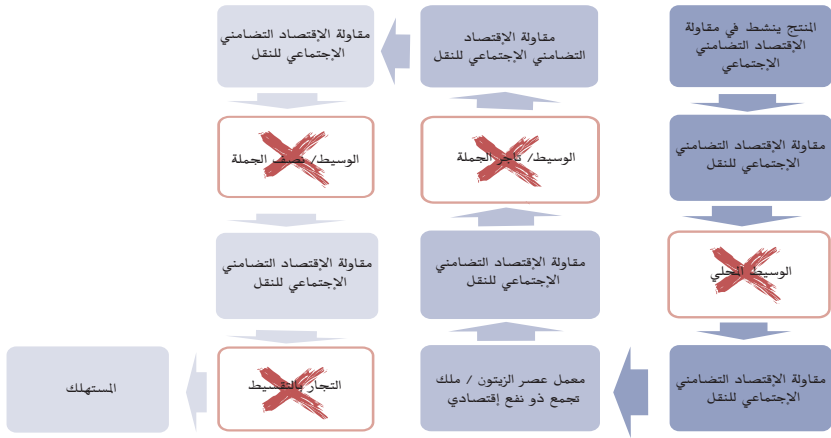 المنتج ينشط في مقاولة
الإقتصاد التضامني
الإجتماعي
مقاولة الإقتصاد التضامني
الإجتماعي للنقل
الوسيط المحلي
مقاولة الإقتصاد التضامني
الإجتماعي للنقل
معمل عصر الزيتون / ملك
تجمع ذو نفع إقتصادي
مقاولة الإقتصاد التضامني
الإجتماعي للنقل
الوسيط/ تاجر الجملة
مقاولة الإقتصاد
التضامني الإجتماعي للنقل
مقاولة الإقتصاد التضامني
الإجتماعي للنقل
الوسيط/ نصف الجملة
مقاولة الإقتصاد التضامني
الإجتماعي للنقل
التجار بالتقسيط
المستهلك